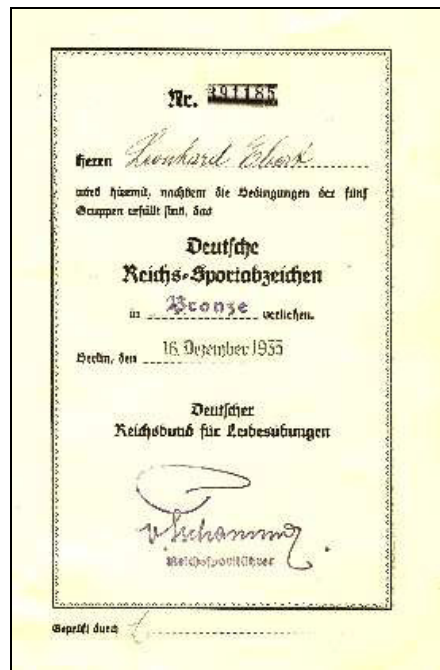 Nr. 391185
Herrn Leonhard Ebert
wird hiermit, nachdem die Bedingungen der fünf
Gruppen erfüllt sind, das
Deutsche
Reichs-Sportabzeichen
in Bronze verliehen.
Berlin, den 16. Dezember 1935
Deutscher
Reichsbund für Leibesübungen
v. Tschammer
Reichssportführer
Geprüft durch